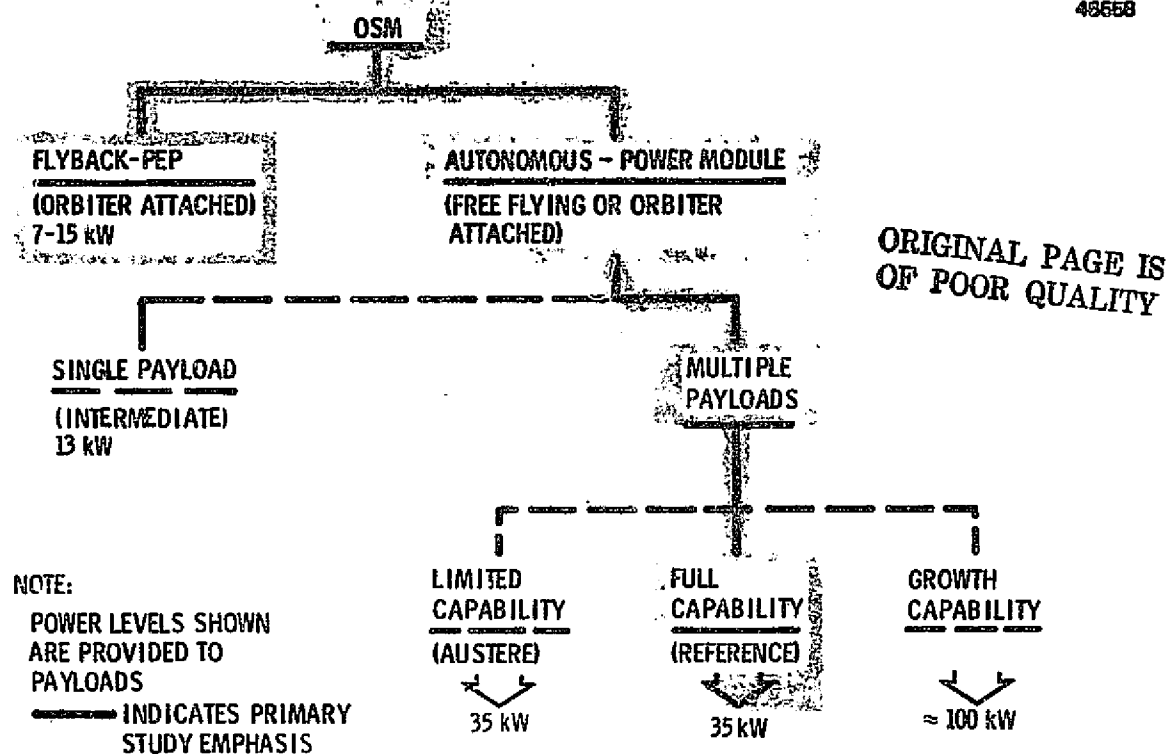 48558
OSM
FLYBACK-PEP
(ORBITER ATTACHED)
7-15 kW
AUTONOMOUS - POWER MODULE
(FREE FLYING OR ORBITER
ATTACHED)
ORIGINAL PAGE IS
OF POOR QUALITY
SINGLE PAYLOAD
(INTERMEDIATE)
13 kW
MULTIPLE
PAYLOADS
LIMITED
CAPABILITY
(AUSTERE)
35 kW
FULL
CAPABILITY
(REFERENCE)
35 kW
GROWTH
CAPABILITY
≈ 100 kW
NOTE:
POWER LEVELS SHOWN
ARE PROVIDED TO
PAYLOADS
INDICATES PRIMARY
STUDY EMPHASIS